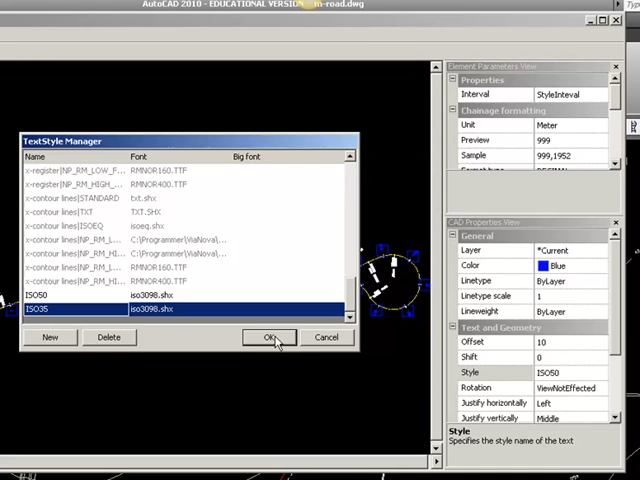 AutoCAD 2010 - EDUCATIONAL VERSION
m-road.dwg
TextStyle Manager
Name Font Big font
x-register|NP_RM_LOW_F... RMNOR160.TTF
x-register|NP_RM_HIGH_... RMNOR400.TTF
x-contour lines|STANDARD txt.shx
x-contour lines|TXT TXT.SHX
x-contour lines|ISOEQ isoeq.shx
x-contour lines|NP_RM_L... C:\Programmer\ViaNova/...
x-contour lines|NP_RM_HI... C:\Programmer\ViaNova/...
x-contour lines|NP_RM_L... RMNOR160.TTF
x-contour lines|NP_RM_HI... RMNOR400.TTF
ISO50 iso3098.shx
ISO35 iso3098.shx
New Delete OK Cancel
Element Parameters View
Properties
Interval StyleInteval
Chainage formatting
Unit Meter
Preview 999
Sample 999,1952
CAD Properties View
General
Layer *Current
Color Blue
Linetype ByLayer
Linetype scale 1
Lineweight ByLayer
Text and Geometry
Offset 10
Shift 0
Style ISO50
Rotation ViewNotEffected
Justify horizontally Left
Justify vertically Middle
Style
Specifies the style name of the text